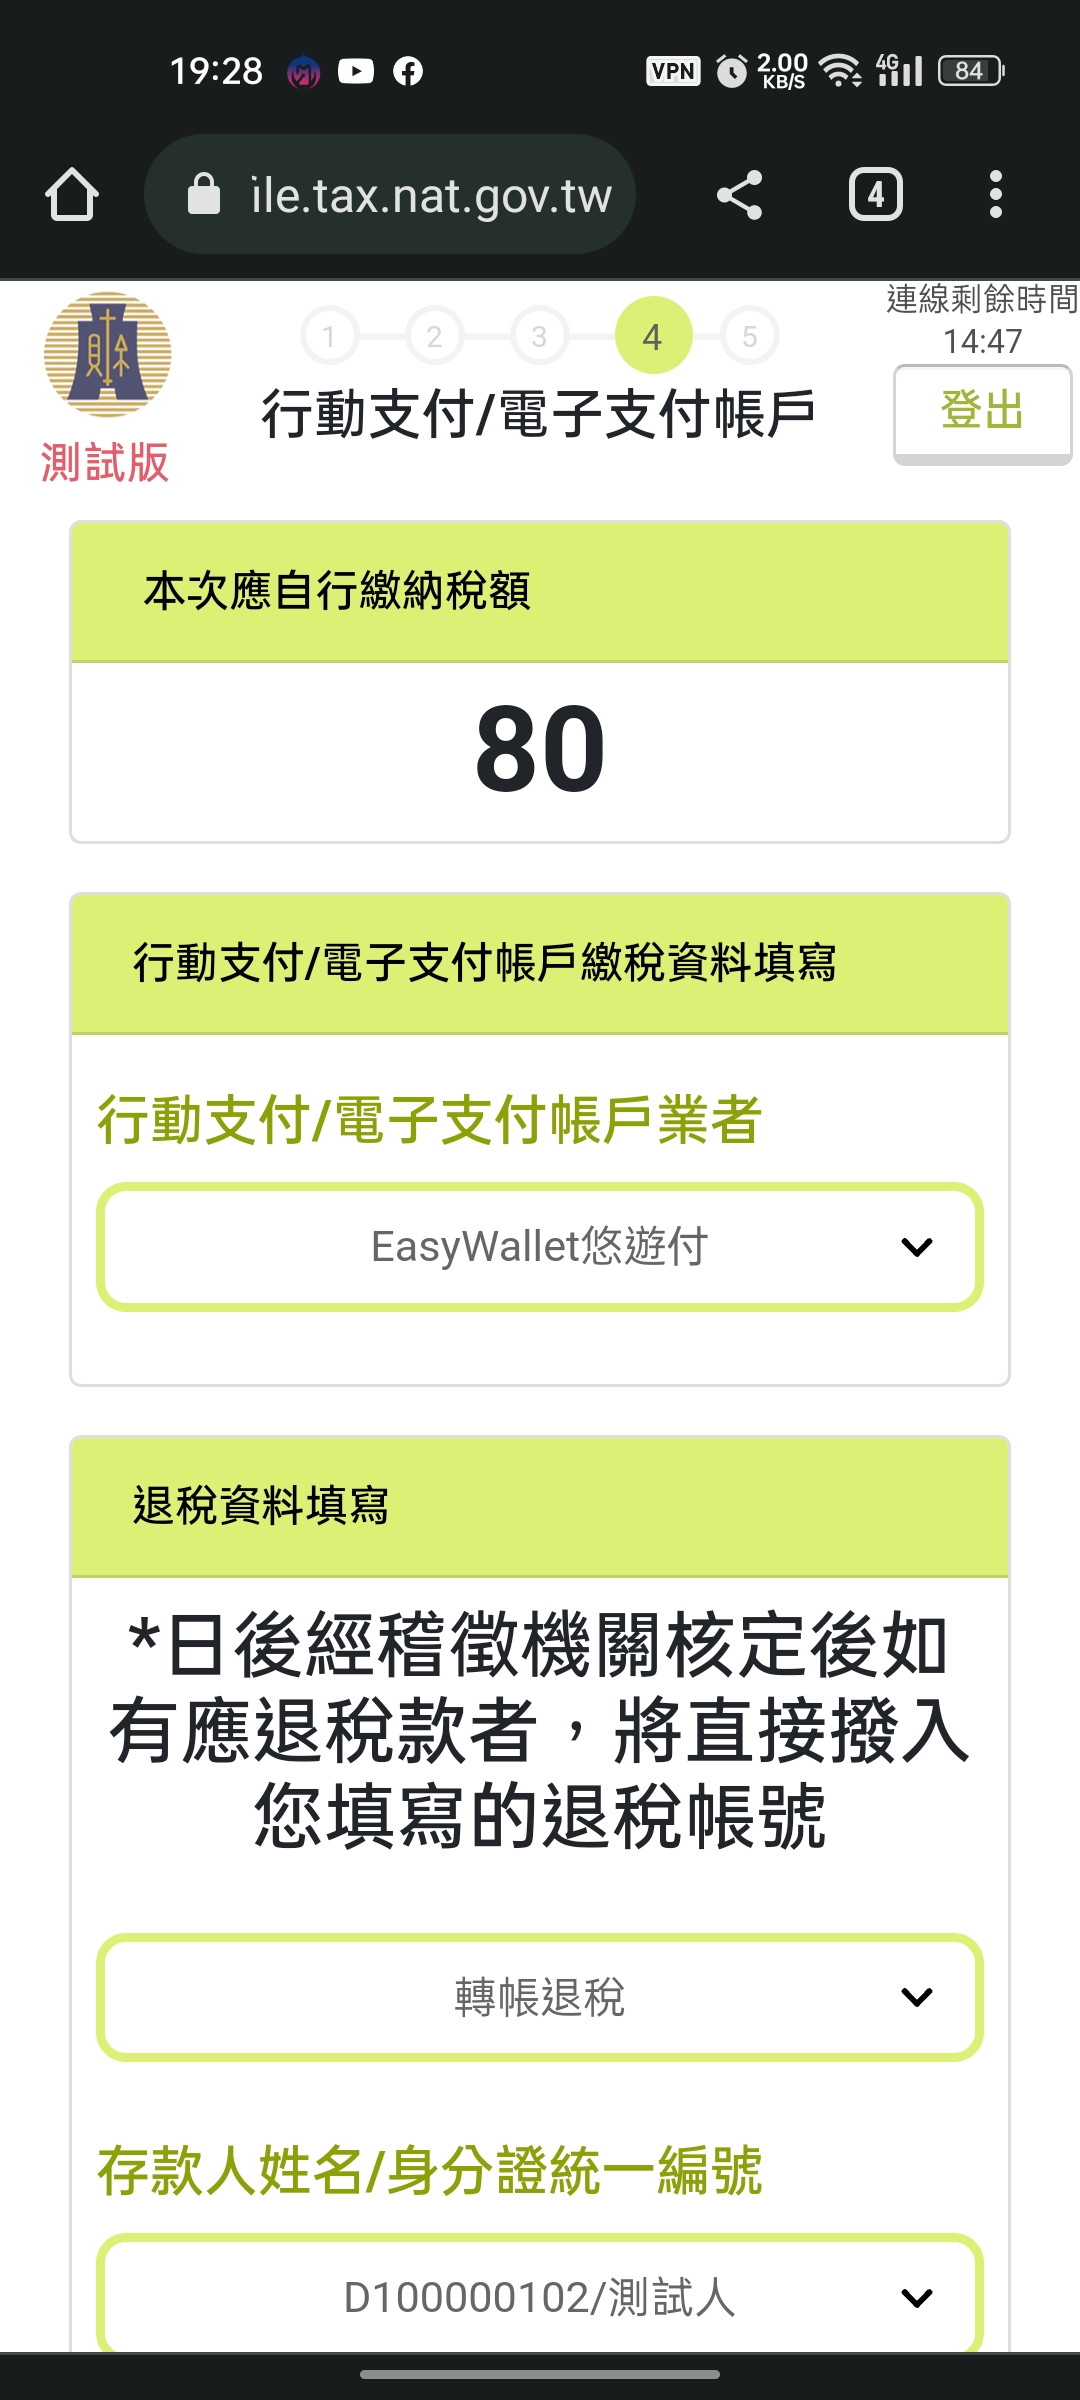 19:28
VPN 2.00 KB/S 4G 84
ile.tax.nat.gov.tw
4
連線剩餘時間
14:47
1 2 3 4 5
行動支付/電子支付帳戶
登出
測試版
本次應自行繳納稅額
80
行動支付/電子支付帳戶繳稅資料填寫
行動支付/電子支付帳戶業者
EasyWallet悠遊付
退稅資料填寫
*日後經稽徵機關核定後如
有應退稅款者，將直接撥入
您填寫的退稅帳號
轉帳退稅
存款人姓名/身分證統一編號
D100000102/測試人